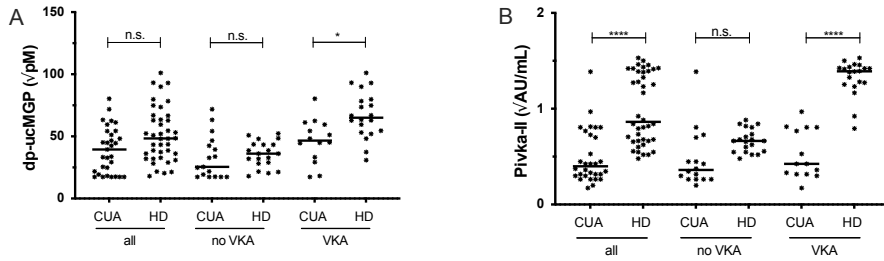 A
dp-ucMGP (√pM)
150
100
50
0
n.s.
n.s.
*
CUA HD CUA HD CUA HD
all no VKA VKA
B
Pivka-II (√AU/mL)
2
1
0
****
n.s.
****
CUA HD CUA HD CUA HD
all no VKA VKA